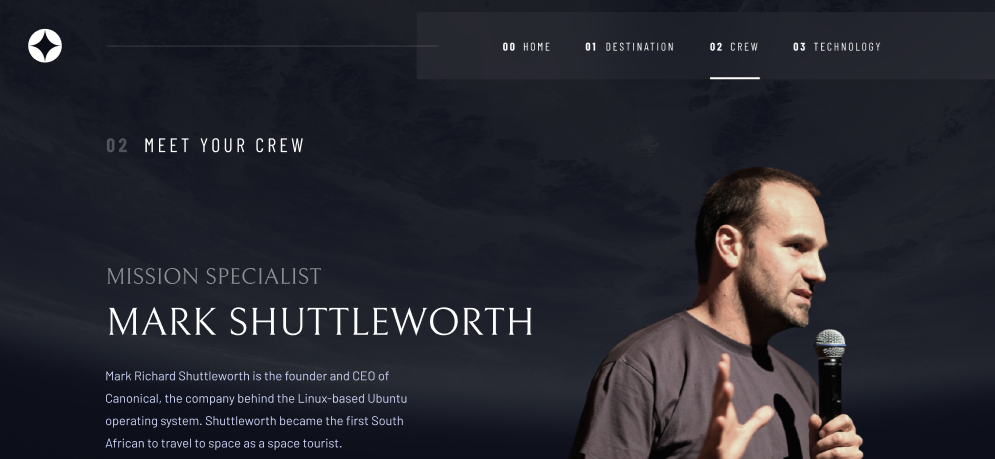 00 HOME 01 DESTINATION 02 CREW 03 TECHNOLOGY
02 MEET YOUR CREW
MISSION SPECIALIST
MARK SHUTTLEWORTH
Mark Richard Shuttleworth is the founder and CEO of
Canonical, the company behind the Linux-based Ubuntu
operating system. Shuttleworth became the first South
African to travel to space as a space tourist.